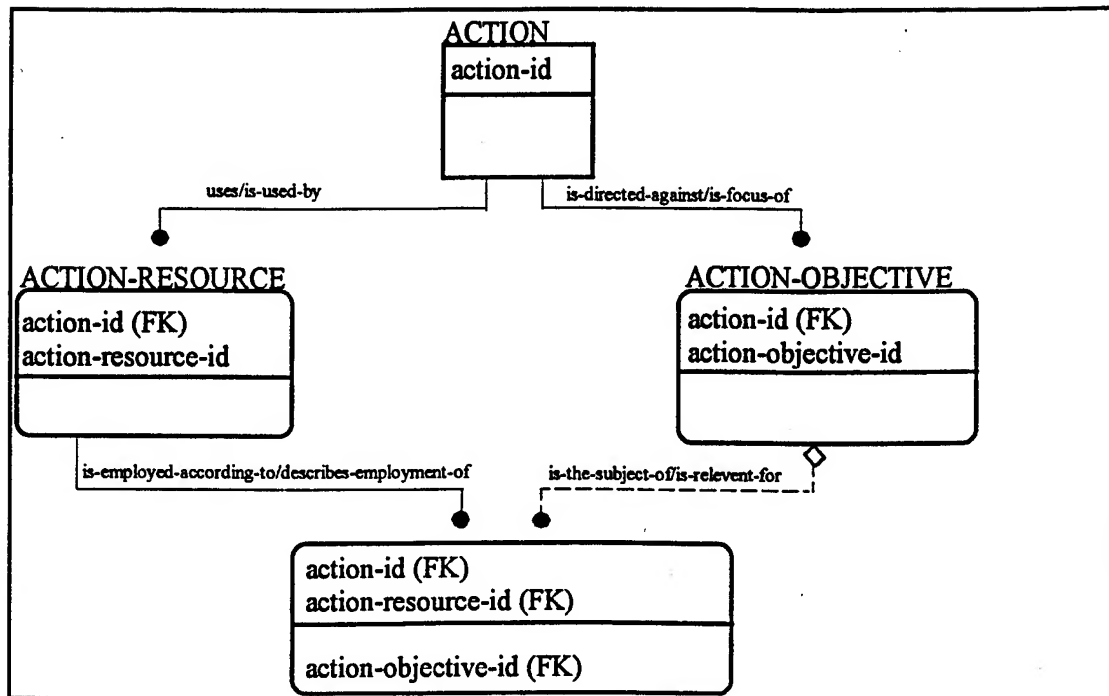 ACTION
action-id
uses/is-used-by
is-directed-against/is-focus-of
ACTION-RESOURCE
action-id (FK)
action-resource-id
ACTION-OBJECTIVE
action-id (FK)
action-objective-id
is-employed-according-to/describes-employment-of
is-the-subject-of/is-relevent-for
action-id (FK)
action-resource-id (FK)
action-objective-id (FK)